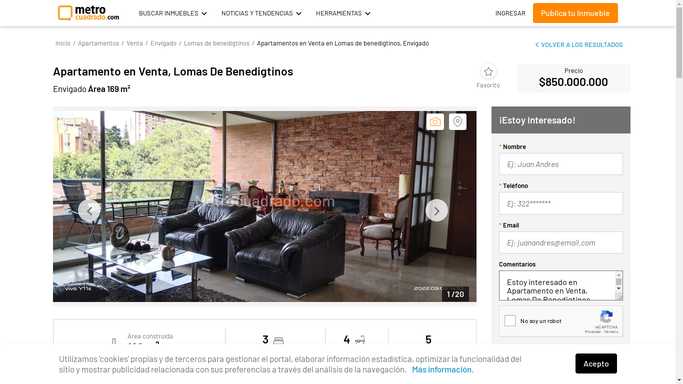 metro
cuadrado.com
BUSCAR INMUEBLES
NOTICIAS Y TENDENCIAS
HERRAMIENTAS
INGRESAR
Publica tu Inmueble
Inicio / Apartamentos / Venta / Envigado / Lomas de benedigtinos / Apartamentos en Venta en Lomas de benedigtinos, Envigado
VOLVER A LOS RESULTADOS
Apartamento en Venta, Lomas De Benedigtinos
Envigado Área 169 m²
Favorito
Precio
$850.000.000
1 / 20
¡Estoy Interesado!
* Nombre
Ej: Juan Andres
* Teléfono
Ej: 322*******
* Email
Ej: juanandres@email.com
Comentarios
Estoy interesado en
Apartamento en Venta,
Lomas De Benedigtinos
No soy un robot
reCAPTCHA
Privacidad - Términos
Área construida
3
4
5
Utilizamos 'cookies' propias y de terceros para gestionar el portal, elaborar información estadística, optimizar la funcionalidad del
sitio y mostrar publicidad relacionada con sus preferencias a través del análisis de la navegación. Más información.
Acepto